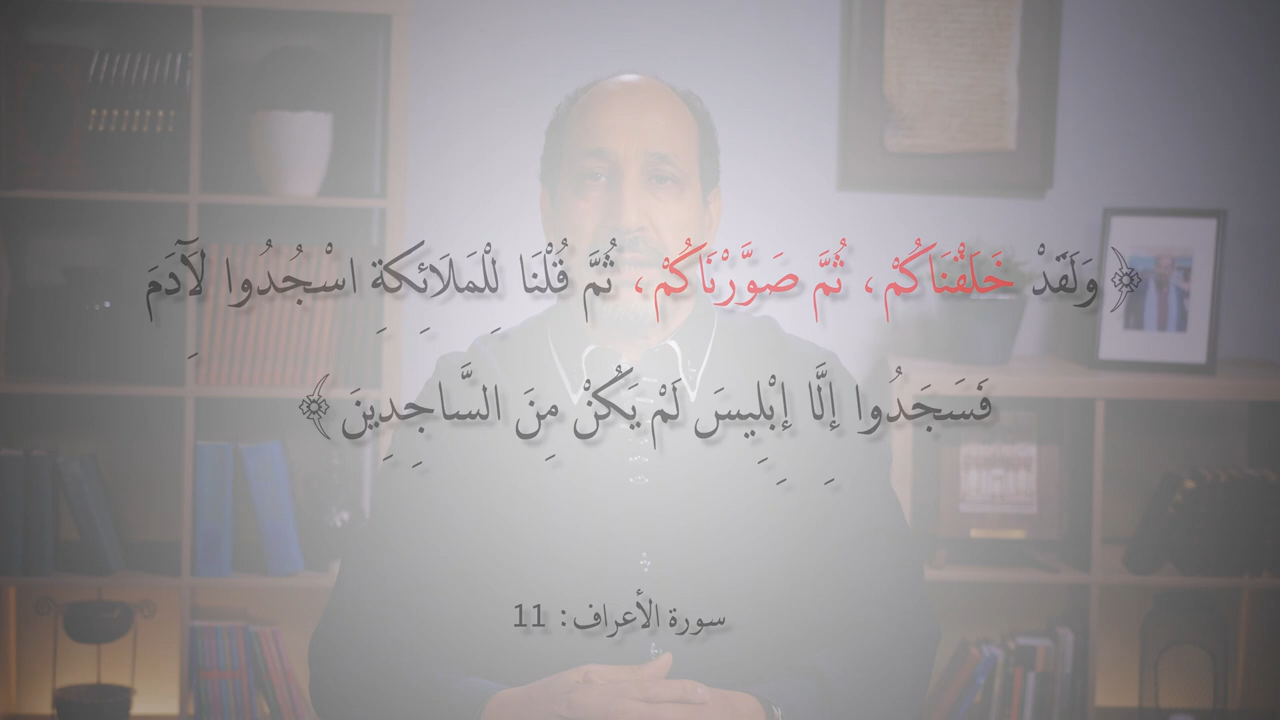 ﴿وَلَقَدْ خَلَقْنَاكُمْ، ثُمَّ صَوَّرْنَاكُمْ، ثُمَّ قُلْنَا لِلْمَلَائِكَةِ اسْجُدُوا لِآدَمَ
فَسَجَدُوا إِلَّا إِبْلِيسَ لَمْ يَكُنْ مِنَ السَّاجِدِينَ﴾
سورة الأعراف: 11